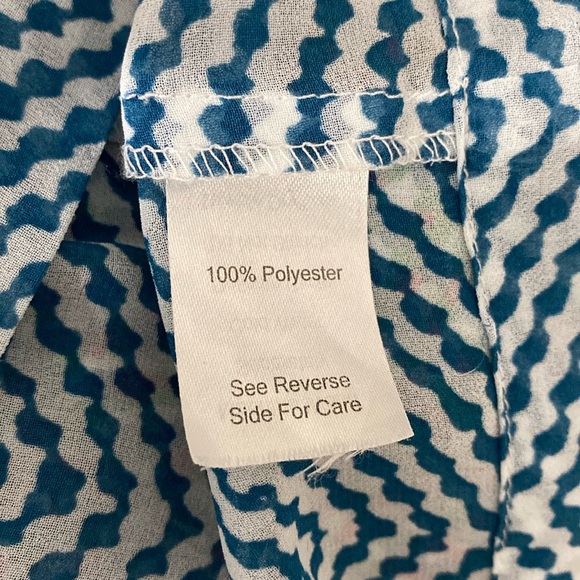 100% Polyester
See Reverse
Side For Care